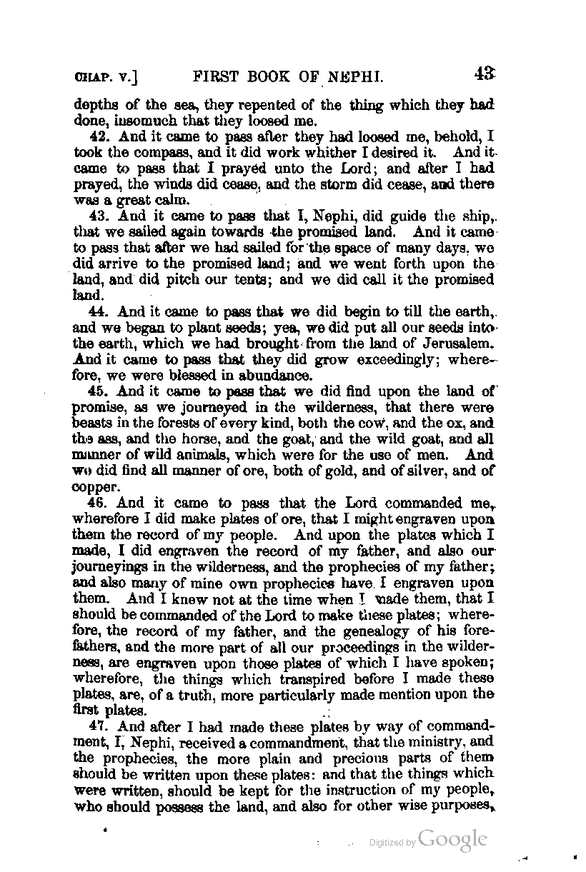 CHAP. V.] FIRST BOOK OF NEPHI. 43
depths of the sea, they repented of the thing which they had
done, insomuch that they loosed me.
42. And it came to pass after they had loosed me, behold, I
took the compass, and it did work whither I desired it. And it
came to pass that I prayed unto the Lord; and after I had
prayed, the winds did cease, and the storm did cease, and there
was a great calm.
43. And it came to pass that I, Nephi, did guide the ship,
that we sailed again towards the promised land. And it came
to pass that after we had sailed for the space of many days, we
did arrive to the promised land; and we went forth upon the
land, and did pitch our tents; and we did call it the promised
land.
44. And it came to pass that we did begin to till the earth,
and we began to plant seeds; yea, we did put all our seeds into
the earth, which we had brought from the land of Jerusalem.
And it came to pass that they did grow exceedingly; where-
fore, we were blessed in abundance.
45. And it came to pass that we did find upon the land of
promise, as we journeyed in the wilderness, that there were
beasts in the forests of every kind, both the cow, and the ox, and
the ass, and the horse, and the goat, and the wild goat, and all
manner of wild animals, which were for the use of men. And
we did find all manner of ore, both of gold, and of silver, and of
copper.
46. And it came to pass that the Lord commanded me,
wherefore I did make plates of ore, that I might engraven upon
them the record of my people. And upon the plates which I
made, I did engraven the record of my father, and also our
journeyings in the wilderness, and the prophecies of my father;
and also many of mine own prophecies have I engraven upon
them. And I knew not at the time when I made them, that I
should be commanded of the Lord to make these plates; where-
fore, the record of my father, and the genealogy of his fore-
fathers, and the more part of all our proceedings in the wilder-
ness, are engraven upon those plates of which I have spoken;
wherefore, the things which transpired before I made these
plates, are, of a truth, more particularly made mention upon the
first plates.
47. And after I had made these plates by way of command-
ment, I, Nephi, received a commandment, that the ministry, and
the prophecies, the more plain and precious parts of them
should be written upon these plates: and that the things which
were written, should be kept for the instruction of my people,
who should possess the land, and also for other wise purposes,
Digitized by Google